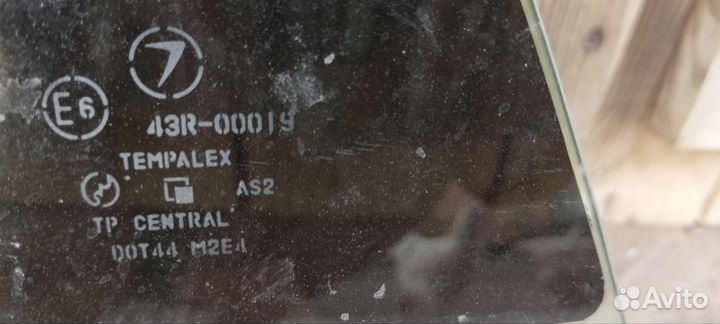 E6
43R-00019
TEMPALEX
AS2
TP CENTRAL
DOT44 M2E4
Avito